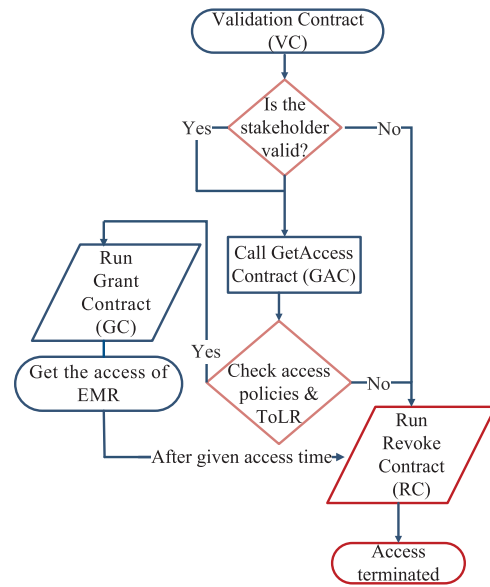 Validation Contract
(VC)
Is the
stakeholder
valid?
Yes
No
Call GetAccess
Contract (GAC)
Run
Grant
Contract
(GC)
Yes
Check access
policies &
ToLR
No
Get the access of
EMR
After given access time
Run
Revoke
Contract
(RC)
Access
terminated